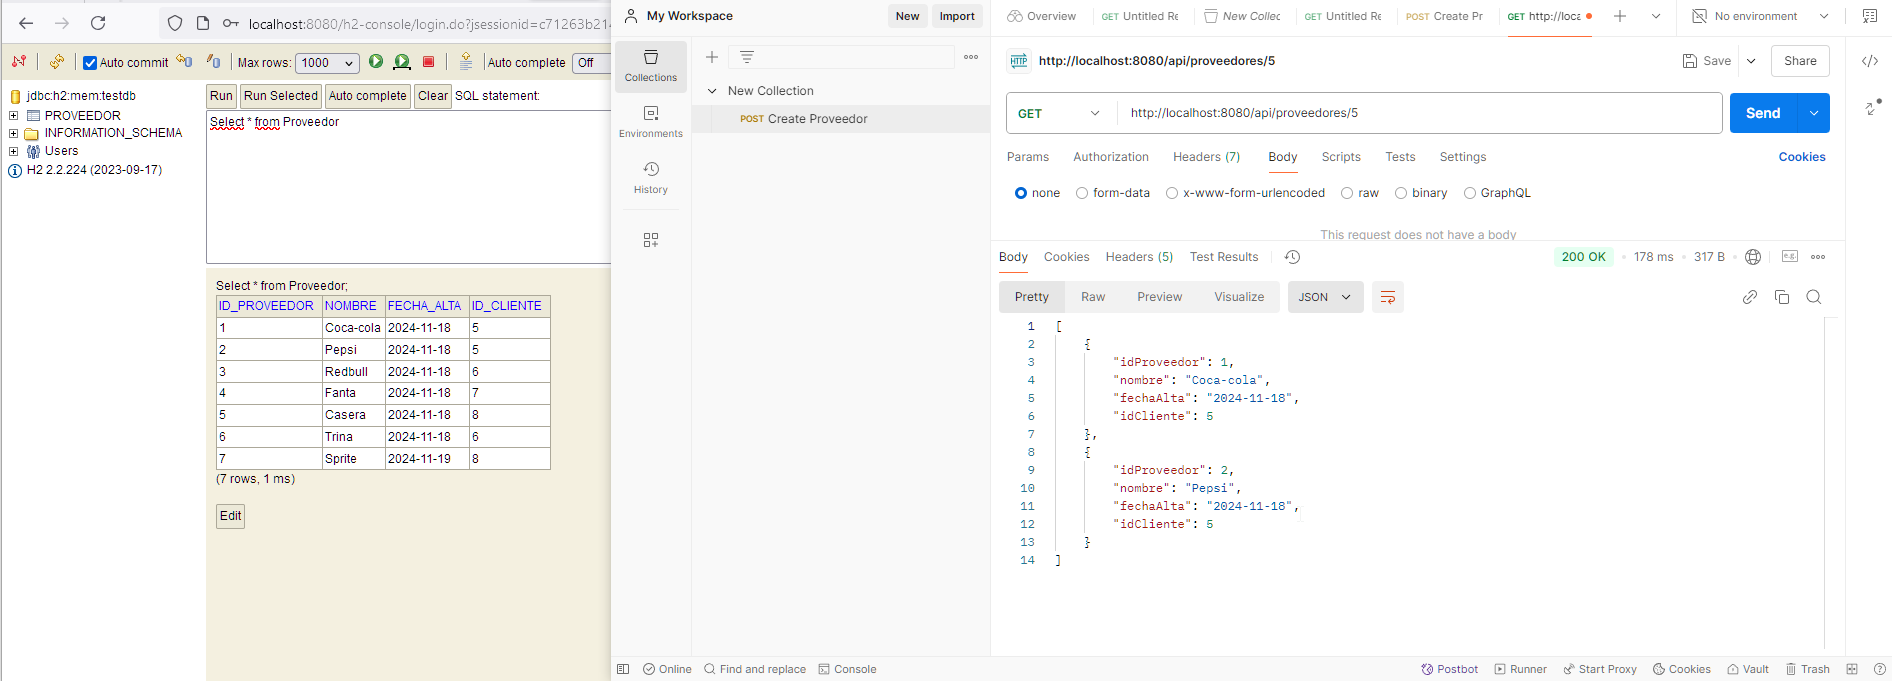 localhost:8080/h2-console/login.do?jsessionid=c71263b214
Auto commit
Max rows: 1000
Auto complete Off
jdbc:h2:mem:testdb
PROVEEDOR
INFORMATION_SCHEMA
Users
H2 2.2.224 (2023-09-17)
Run Run Selected Auto complete Clear SQL statement:
Select * from Proveedor
Select * from Proveedor;
ID_PROVEEDOR NOMBRE FECHA_ALTA ID_CLIENTE
1 Coca-cola 2024-11-18 5
2 Pepsi 2024-11-18 5
3 Redbull 2024-11-18 6
4 Fanta 2024-11-18 7
5 Casera 2024-11-18 8
6 Trina 2024-11-18 6
7 Sprite 2024-11-19 8
(7 rows, 1 ms)
Edit
My Workspace New Import
Collections
Environments
History
New Collection
POST Create Proveedor
Overview GET Untitled Re New Collec GET Untitled Re POST Create Pr GET http://loca No environment
HTTP http://localhost:8080/api/proveedores/5 Save Share
GET http://localhost:8080/api/proveedores/5 Send
Params Authorization Headers (7) Body Scripts Tests Settings Cookies
none form-data x-www-form-urlencoded raw binary GraphQL
This request does not have a body
Body Cookies Headers (5) Test Results 200 OK 178 ms 317 B e.g.
Pretty Raw Preview Visualize JSON
1 [
2 {
3 "idProveedor": 1,
4 "nombre": "Coca-cola",
5 "fechaAlta": "2024-11-18",
6 "idCliente": 5
7 },
8 {
9 "idProveedor": 2,
10 "nombre": "Pepsi",
11 "fechaAlta": "2024-11-18",
12 "idCliente": 5
13 }
14 ]
Online Find and replace Console Postbot Runner Start Proxy Cookies Vault Trash